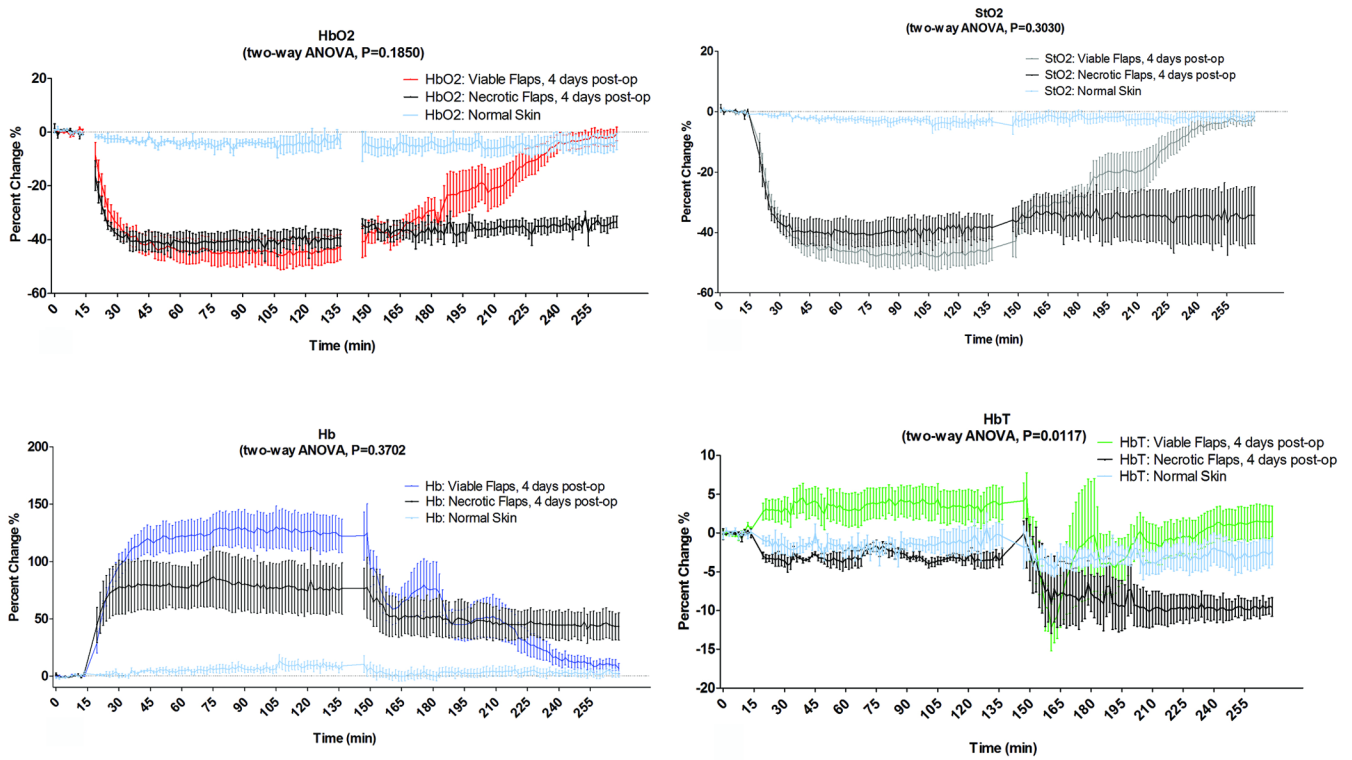 HbO2
(two-way ANOVA, P=0.1850)
HbO2: Viable Flaps, 4 days post-op
HbO2: Necrotic Flaps, 4 days post-op
HbO2: Normal Skin
Percent Change %
20
0
-20
-40
-60
0 15 30 45 60 75 90 105 120 135 150 165 180 195 210 225 240 255
Time (min)
StO2
(two-way ANOVA, P=0.3030)
StO2: Viable Flaps, 4 days post-op
StO2: Necrotic Flaps, 4 days post-op
StO2: Normal Skin
Percent Change %
20
0
-20
-40
-60
0 15 30 45 60 75 90 105 120 135 150 165 180 195 210 225 240 255
Time (min)
Hb
(two-way ANOVA, P=0.3702
Hb: Viable Flaps, 4 days post-op
Hb: Necrotic Flaps, 4 days post-op
Hb: Normal Skin
Percent Change %
200
150
100
50
0
0 15 30 45 60 75 90 105 120 135 150 165 180 195 210 225 240 255
Time (min)
HbT
(two-way ANOVA, P=0.0117)
HbT: Viable Flaps, 4 days post-op
HbT: Necrotic Flaps, 4 days post-op
HbT: Normal Skin
Percent Change %
10
5
0
-5
-10
-15
-20
0 15 30 45 60 75 90 105 120 135 150 165 180 195 210 225 240 255
Time (min)